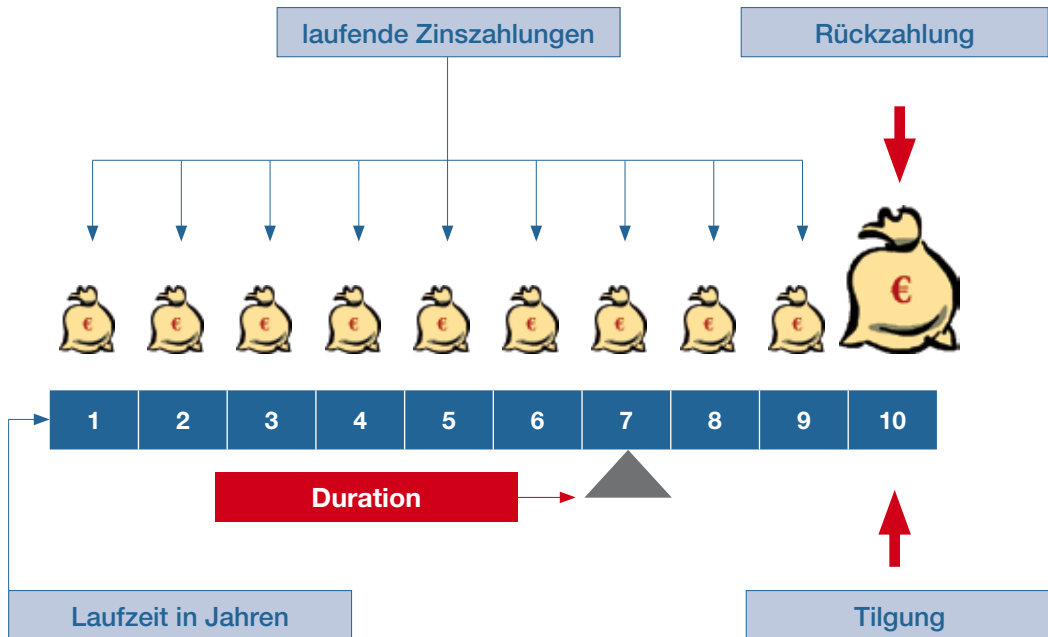 laufende Zinszahlungen
Rückzahlung
€ € € € € € € € € €
1 2 3 4 5 6 7 8 9 10
Duration
Laufzeit in Jahren
Tilgung